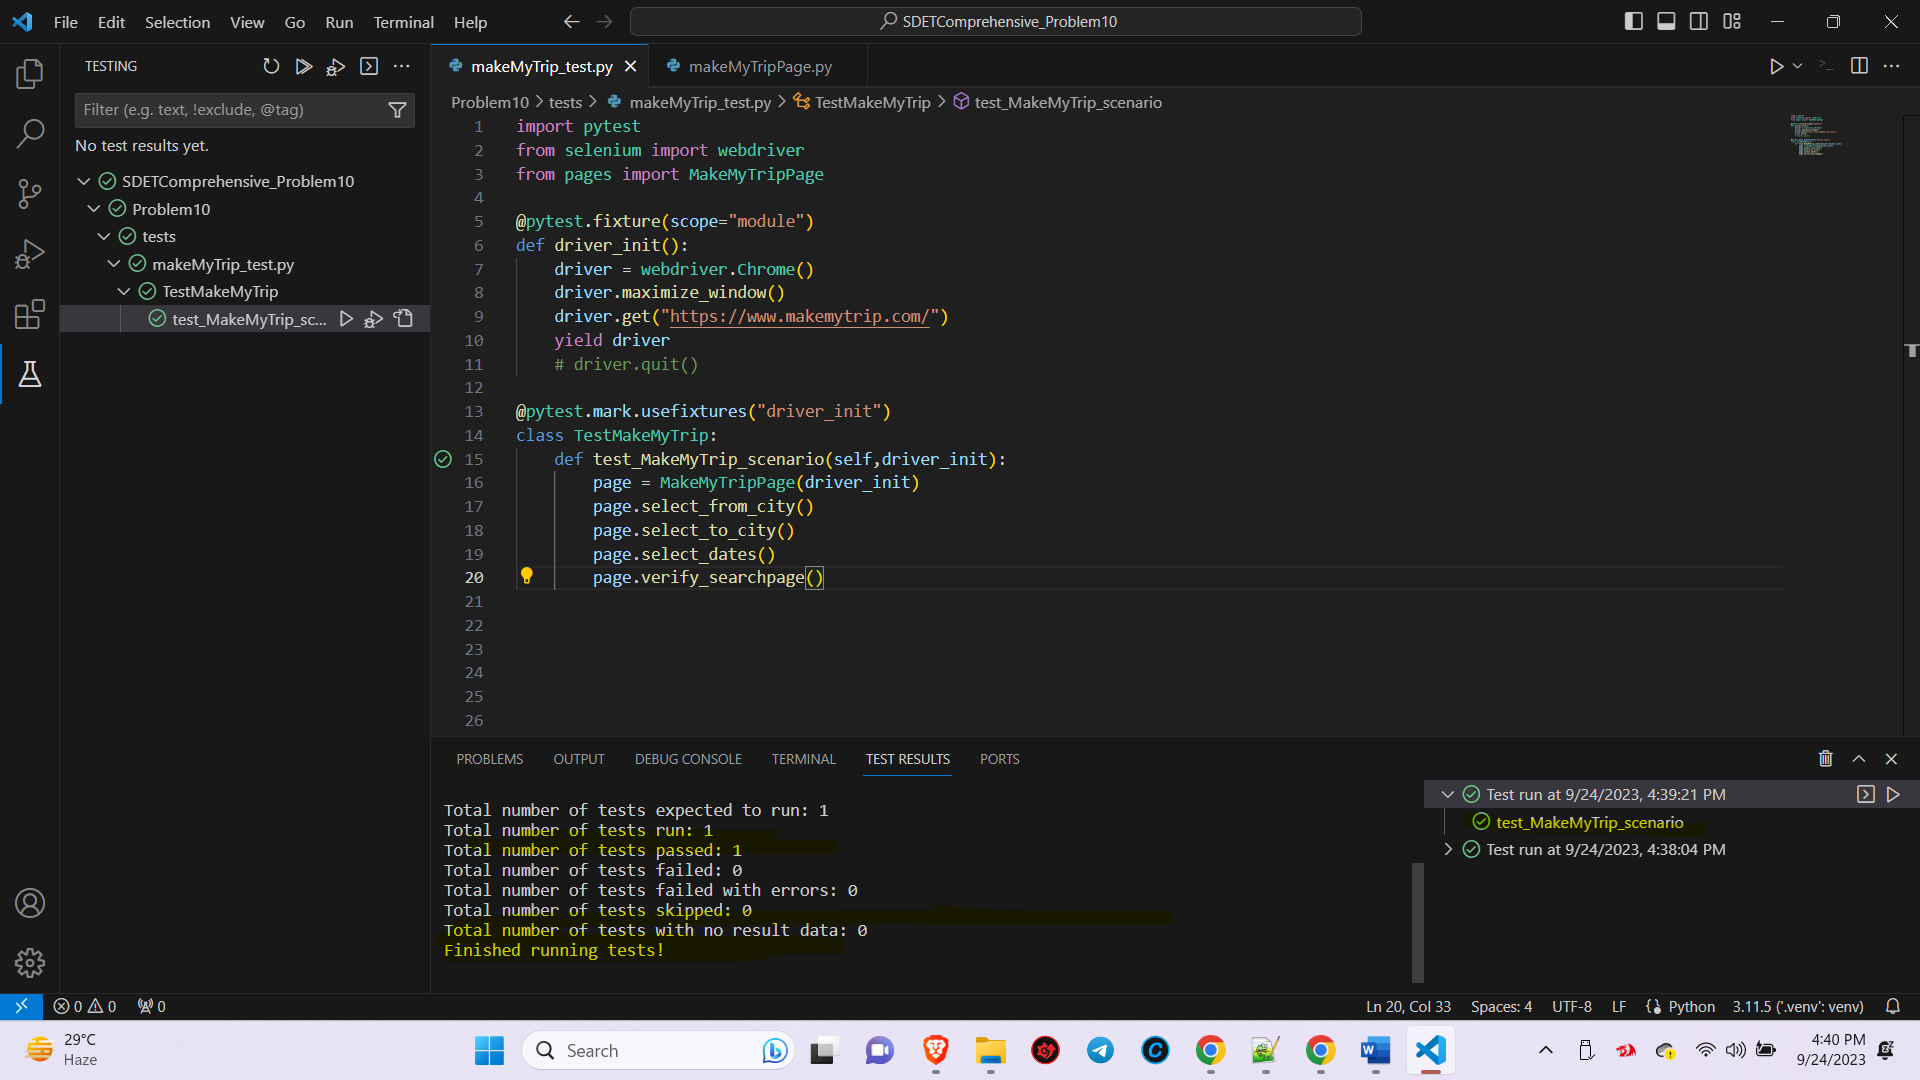 File Edit Selection View Go Run Terminal Help
SDETComprehensive_Problem10
TESTING
Filter (e.g. text, !exclude, @tag)
No test results yet.
SDETComprehensive_Problem10
Problem10
tests
makeMyTrip_test.py
TestMakeMyTrip
test_MakeMyTrip_sc...
makeMyTrip_test.py
makeMyTripPage.py
Problem10 > tests > makeMyTrip_test.py > TestMakeMyTrip > test_MakeMyTrip_scenario
1 import pytest
2 from selenium import webdriver
3 from pages import MakeMyTripPage
4
5 @pytest.fixture(scope="module")
6 def driver_init():
7 driver = webdriver.Chrome()
8 driver.maximize_window()
9 driver.get("https://www.makemytrip.com/")
10 yield driver
11 # driver.quit()
12
13 @pytest.mark.usefixtures("driver_init")
14 class TestMakeMyTrip:
15 def test_MakeMyTrip_scenario(self,driver_init):
16 page = MakeMyTripPage(driver_init)
17 page.select_from_city()
18 page.select_to_city()
19 page.select_dates()
20 page.verify_searchpage()
21
22
23
24
25
26
PROBLEMS OUTPUT DEBUG CONSOLE TERMINAL TEST RESULTS PORTS
Total number of tests expected to run: 1
Total number of tests run: 1
Total number of tests passed: 1
Total number of tests failed: 0
Total number of tests failed with errors: 0
Total number of tests skipped: 0
Total number of tests with no result data: 0
Finished running tests!
Test run at 9/24/2023, 4:39:21 PM
test_MakeMyTrip_scenario
Test run at 9/24/2023, 4:38:04 PM
0 0 0
Ln 20, Col 33 Spaces: 4 UTF-8 LF Python 3.11.5 ('.venv': venv)
29°C
Haze
Search
4:40 PM
9/24/2023